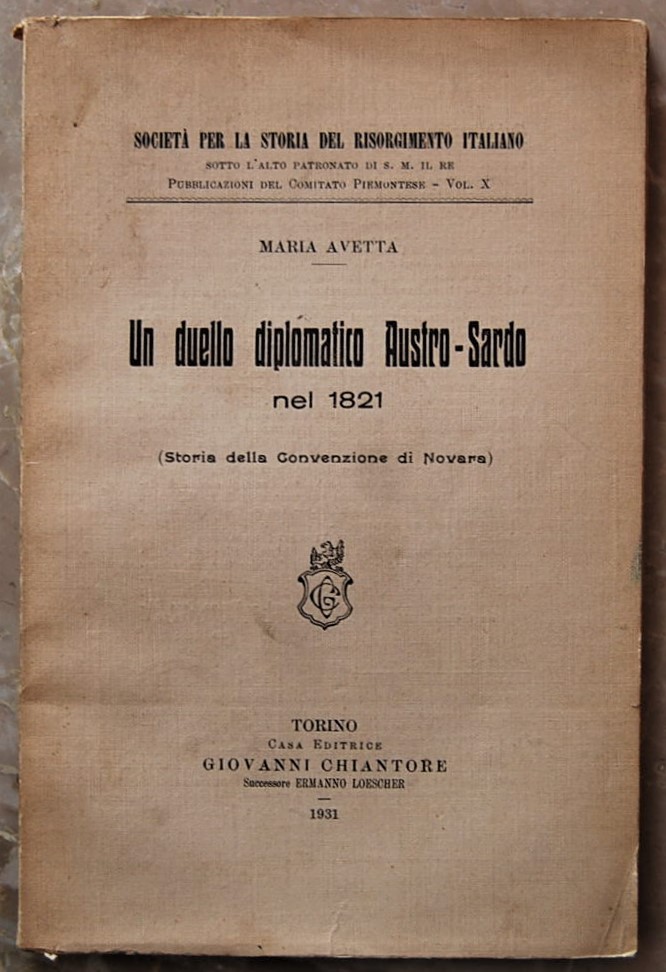 SOCIETÀ PER LA STORIA DEL RISORGIMENTO ITALIANO
SOTTO L'ALTO PATRONATO DI S. M. IL RE
PUBBLICAZIONI DEL COMITATO PIEMONTESE - VOL. X
MARIA AVETTA
Un duello diplomatico Austro-Sardo
nel 1821
(Storia della Convenzione di Novara)
TORINO
CASA EDITRICE
GIOVANNI CHIANTORE
Successore ERMANNO LOESCHER
1931